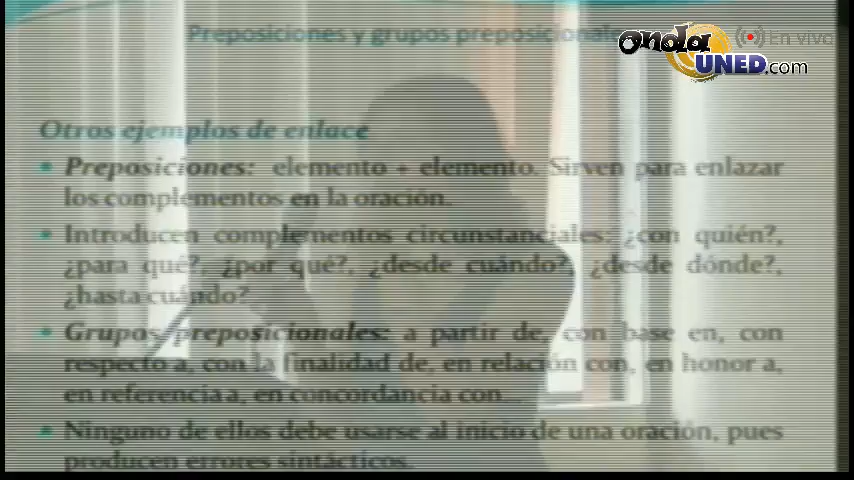 Preposiciones y grupos preposicionales
onda
UNED.com
En vivo
Otros ejemplos de enlace
• Preposiciones: elemento + elemento. Sirven para enlazar
los complementos en la oración.
• Introducen complementos circunstanciales: ¿con quién?,
¿para qué?, ¿por qué?, ¿desde cuándo?, ¿desde dónde?,
¿hasta cuándo?
• Grupos preposicionales: a partir de, con base en, con
respecto a, con la finalidad de, en relación con, en honor a,
en referencia a, en concordancia con...
• Ninguno de ellos debe usarse al inicio de una oración, pues
producen errores sintácticos.